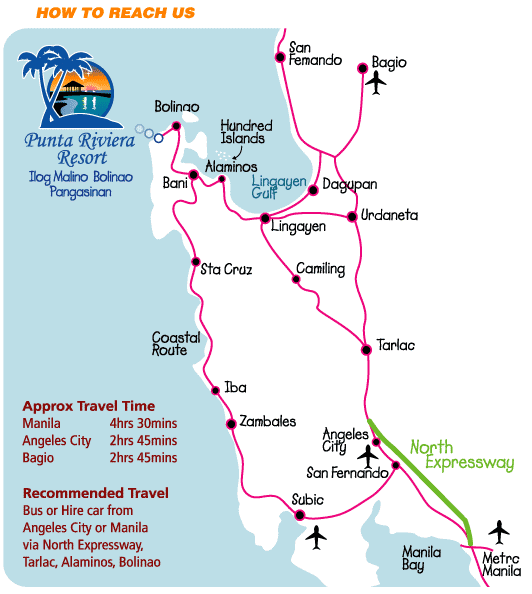 HOW TO REACH US
San
Fernando
Bagio
Bolinao
Hundred
Islands
Punta Riviera
Resort
Ilog Malino Bolinao
Pangasinan
Alaminos
Bani
Lingayen
Gulf
Dagupan
Urdaneta
Lingayen
Sta Cruz
Camiling
Coastal
Route
Tarlac
Iba
Approx Travel Time
Manila 4hrs 30mins
Angeles City 2hrs 45mins
Bagio 2hrs 45mins
Zambales
Angeles
City
North
Expressway
San Fernando
Recommended Travel
Bus or Hire car from
Angeles City or Manila
via North Expressway,
Tarlac, Alaminos, Bolinao
Subic
Manila
Bay
Metro
Manila